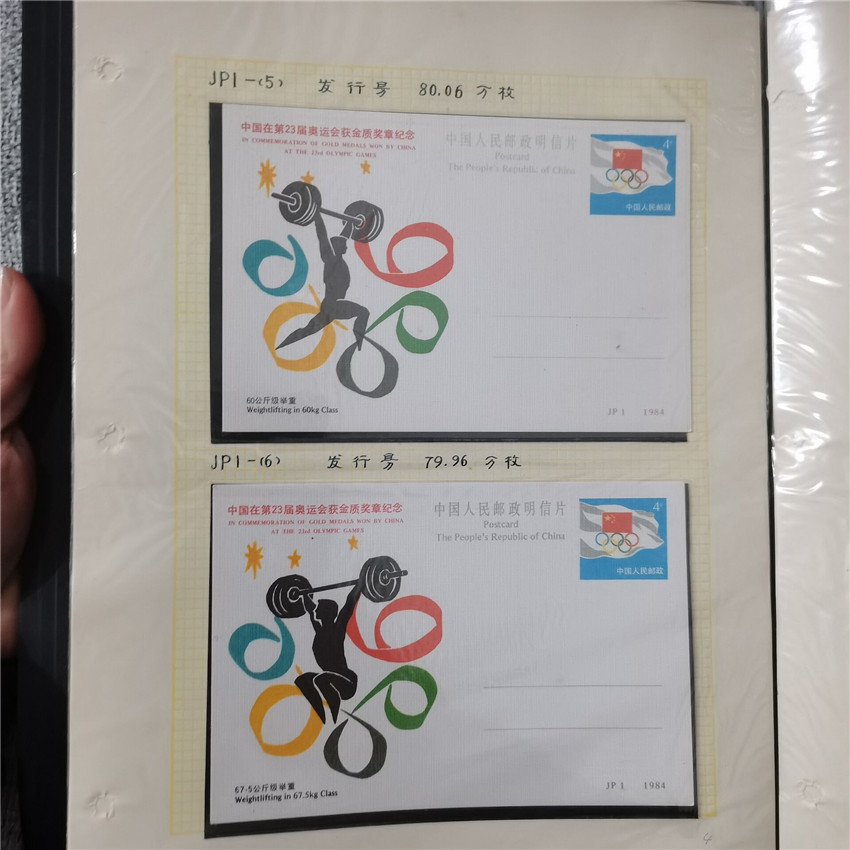 JP1-(5) 发行量 80.06 万枚
中国在第23届奥运会获金质奖章纪念
IN COMMEMORATION OF GOLD MEDALS WON BY CHINA
AT THE 23rd OLYMPIC GAMES
中国人民邮政明信片
Postcard
The People's Republic of China
4
中国人民邮政
60公斤级举重
Weightlifting in 60kg Class
JP 1 1984
JP1-(6) 发行量 79.96 万枚
中国在第23届奥运会获金质奖章纪念
IN COMMEMORATION OF GOLD MEDALS WON BY CHINA
AT THE 23rd OLYMPIC GAMES
中国人民邮政明信片
Postcard
The People's Republic of China
4
中国人民邮政
67·5公斤级举重
Weightlifting in 67.5kg Class
JP 1 1984
4